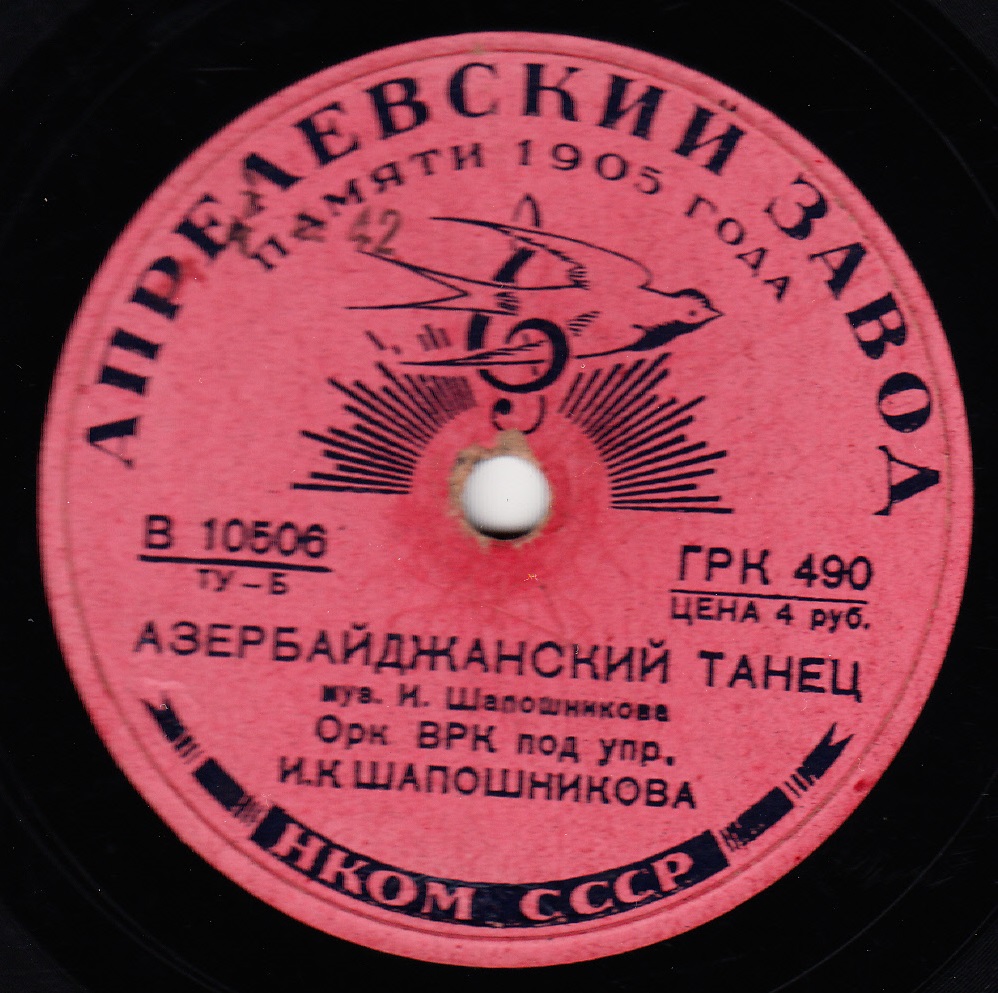 АПРЕЛЕВСКИЙ ЗАВОД
ПАМЯТИ 1905 ГОДА
42
В 10506
ТУ-Б
ГРК 490
ЦЕНА 4 руб.
АЗЕРБАЙДЖАНСКИЙ ТАНЕЦ
муз. И. Шапошникова
Орк ВРК под упр.
И.К ШАПОШНИКОВА
НКОМ СССР